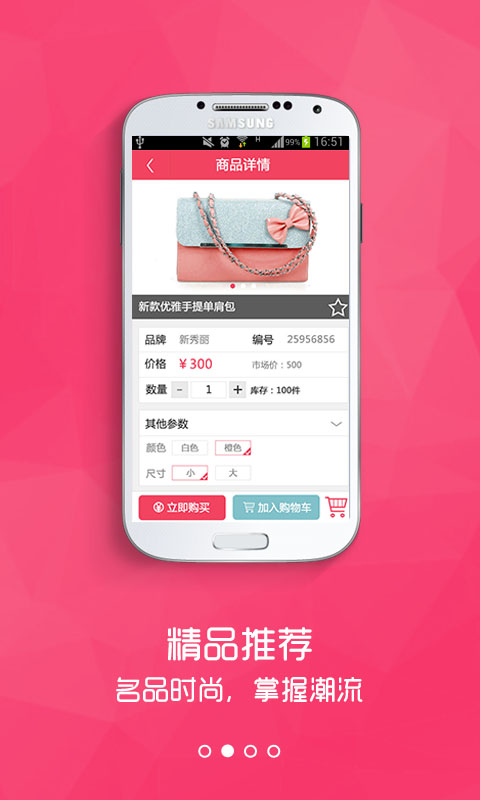 SAMSUNG
H 99% 16:51
商品详情
新款优雅手提单肩包
品牌 新秀丽 编号 25956856
价格 ¥300 市场价：500
数量 - 1 + 库存：100件
其他参数
颜色 白色 橙色
尺寸 小 大
立即购买 加入购物车
精品推荐
名品时尚，掌握潮流